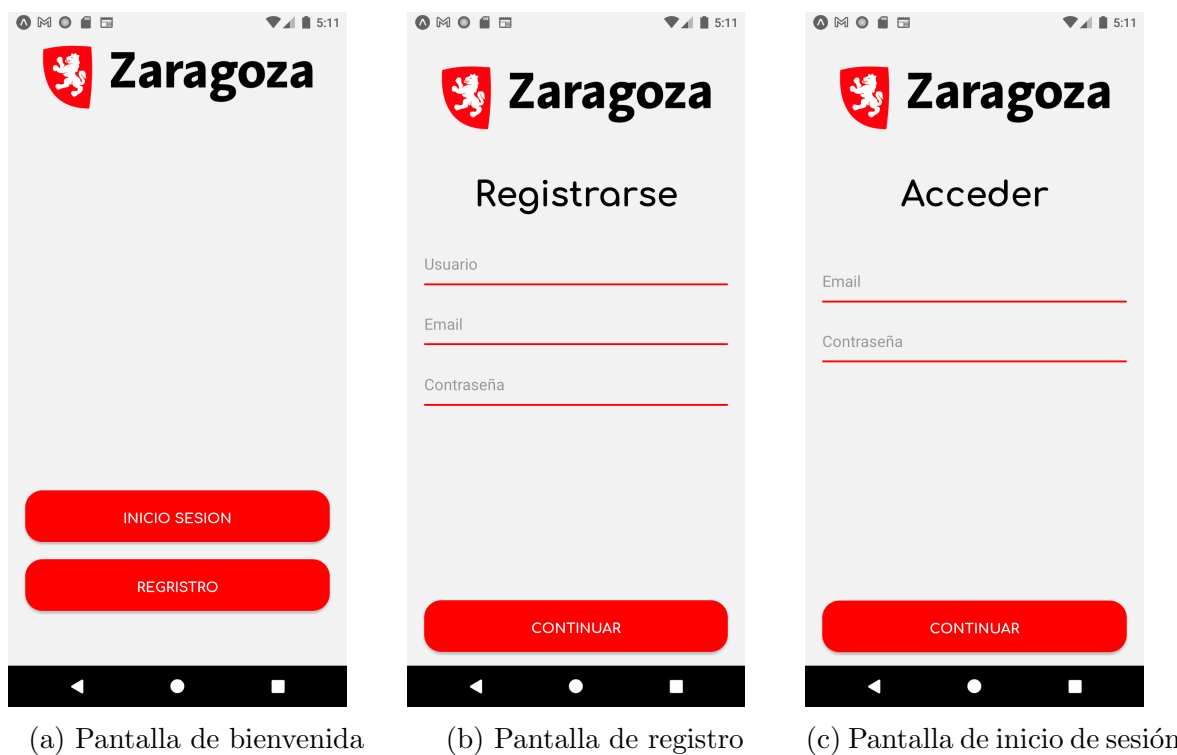 5:11
Zaragoza
INICIO SESION
REGRISTRO
(a) Pantalla de bienvenida
5:11
Zaragoza
Registrarse
Usuario
Email
Contraseña
CONTINUAR
(b) Pantalla de registro
5:11
Zaragoza
Acceder
Email
Contraseña
CONTINUAR
(c) Pantalla de inicio de sesión